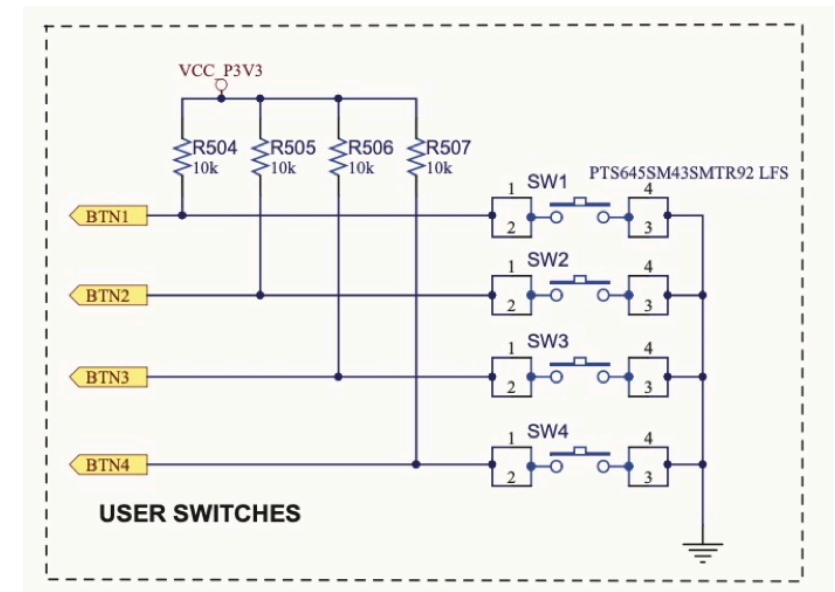 VCC_P3V3
R504 R505 R506 R507
10k 10k 10k 10k
SW1 PTS645SM43SMTR92 LFS
1 4
BTN1
2 3
SW2
1 4
BTN2
2 3
SW3
1 4
BTN3
2 3
SW4
1 4
BTN4
2 3
USER SWITCHES